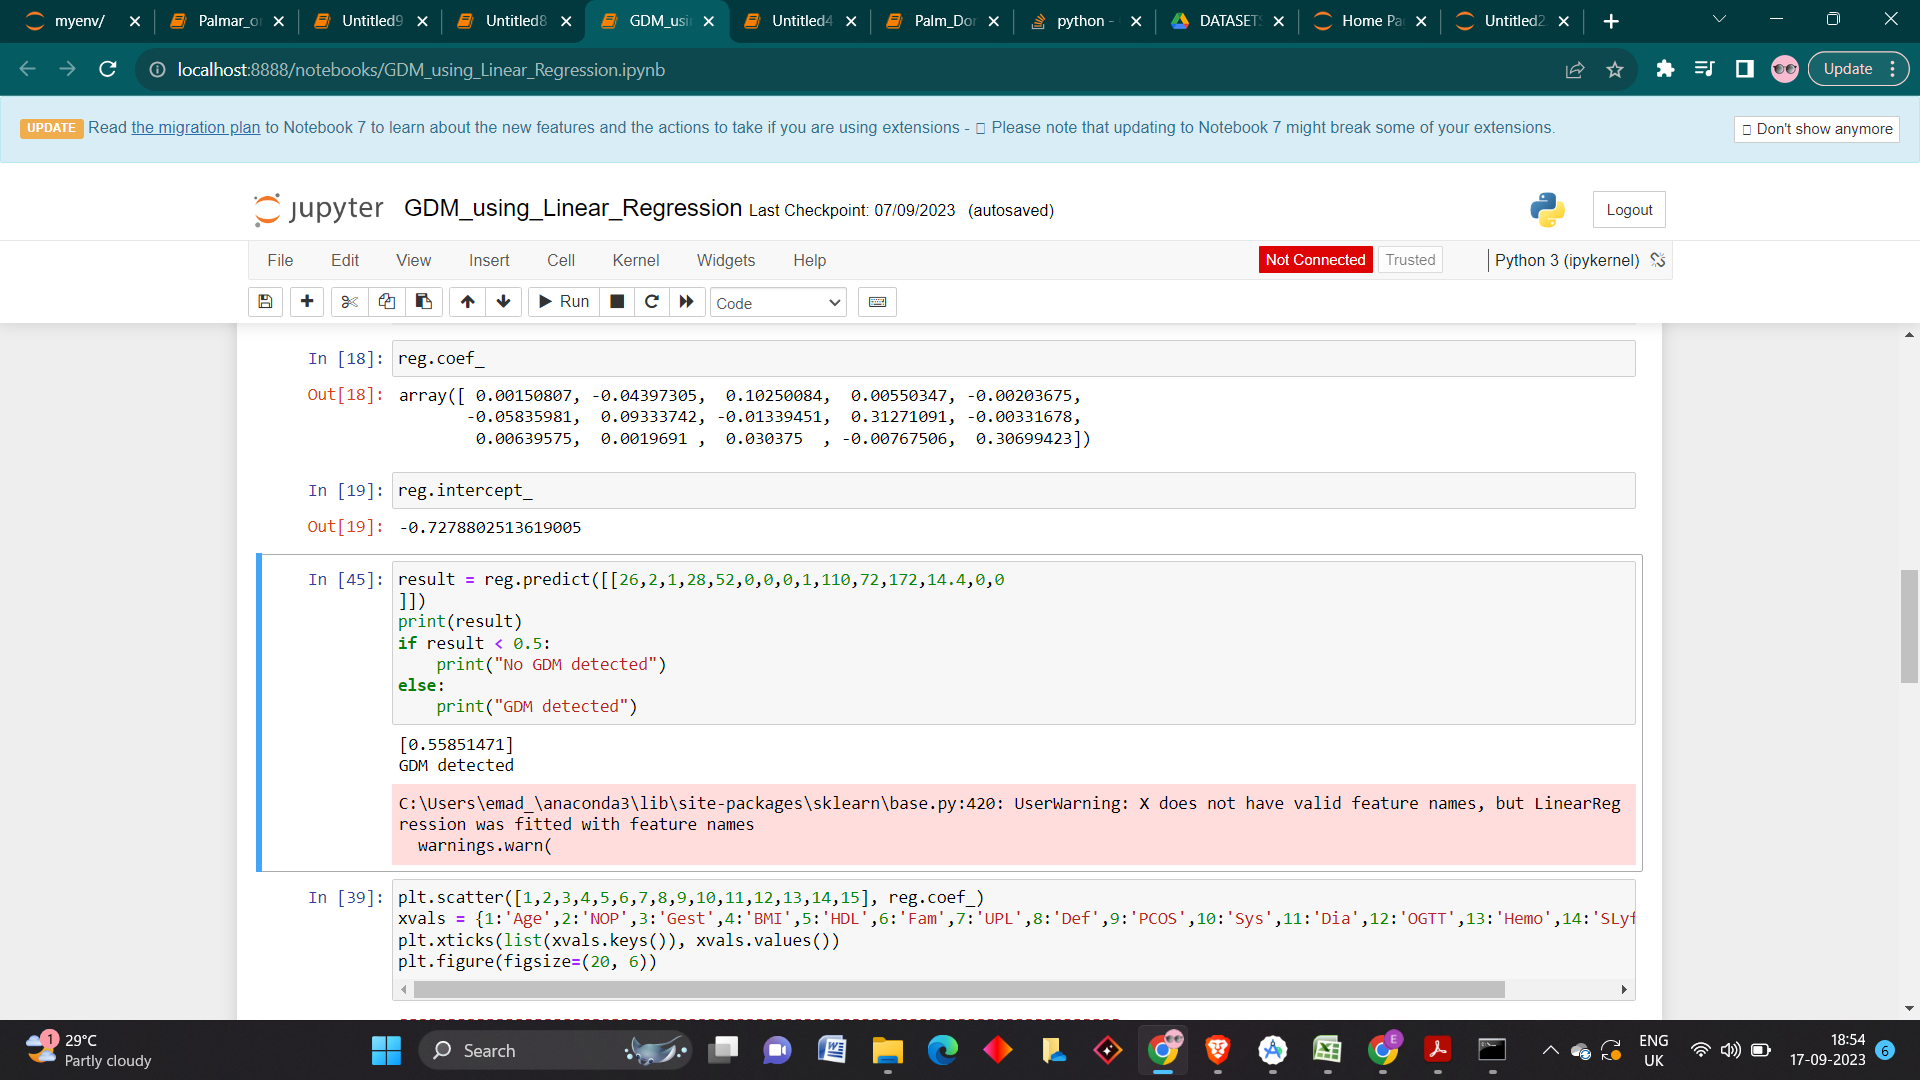 myenv/
Palmar_o
Untitled9
Untitled8
GDM_usi
Untitled4
Palm_Dor
python -
DATASETS
Home Pa
Untitled2
localhost:8888/notebooks/GDM_using_Linear_Regression.ipynb
Update
UPDATE Read the migration plan to Notebook 7 to learn about the new features and the actions to take if you are using extensions - Please note that updating to Notebook 7 might break some of your extensions.
Don't show anymore
jupyter GDM_using_Linear_Regression Last Checkpoint: 07/09/2023 (autosaved)
Logout
File Edit View Insert Cell Kernel Widgets Help
Not Connected Trusted Python 3 (ipykernel)
Run Code
In [18]: reg.coef_
Out[18]: array([ 0.00150807, -0.04397305, 0.10250084, 0.00550347, -0.00203675,
-0.05835981, 0.09333742, -0.01339451, 0.31271091, -0.00331678,
0.00639575, 0.0019691 , 0.030375 , -0.00767506, 0.30699423])
In [19]: reg.intercept_
Out[19]: -0.7278802513619005
In [45]: result = reg.predict([[26,2,1,28,52,0,0,0,1,110,72,172,14.4,0,0
]])
print(result)
if result < 0.5:
print("No GDM detected")
else:
print("GDM detected")
[0.55851471]
GDM detected
C:\Users\emad_\anaconda3\lib\site-packages\sklearn\base.py:420: UserWarning: X does not have valid feature names, but LinearReg
ression was fitted with feature names
warnings.warn(
In [39]: plt.scatter([1,2,3,4,5,6,7,8,9,10,11,12,13,14,15], reg.coef_)
xvals = {1:'Age',2:'NOP',3:'Gest',4:'BMI',5:'HDL',6:'Fam',7:'UPL',8:'Def',9:'PCOS',10:'Sys',11:'Dia',12:'OGTT',13:'Hemo',14:'SLyf
plt.xticks(list(xvals.keys()), xvals.values())
plt.figure(figsize=(20, 6))
1
29°C
Partly cloudy
Search
E
ENG
UK
18:54
17-09-2023
6